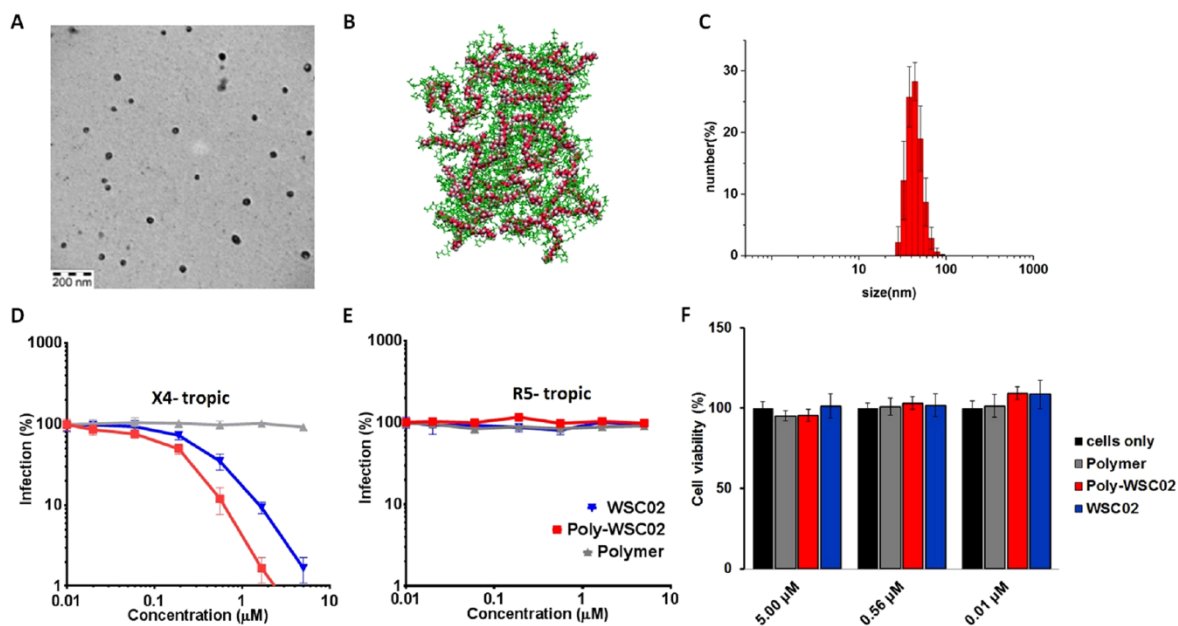 A
200 nm
B
C
30
20
10
0
number(%)
10
100
1000
size(nm)
D
1000
100
10
1
Infection (%)
X4- tropic
0.01
0.1
1
10
Concentration (µM)
E
1000
100
10
1
Infection (%)
R5- tropic
WSC02
Poly-WSC02
Polymer
0.01
0.1
1
10
Concentration (µM)
F
150
100
50
0
Cell viability (%)
5.00 µM
0.56 µM
0.01 µM
cells only
Polymer
Poly-WSC02
WSC02